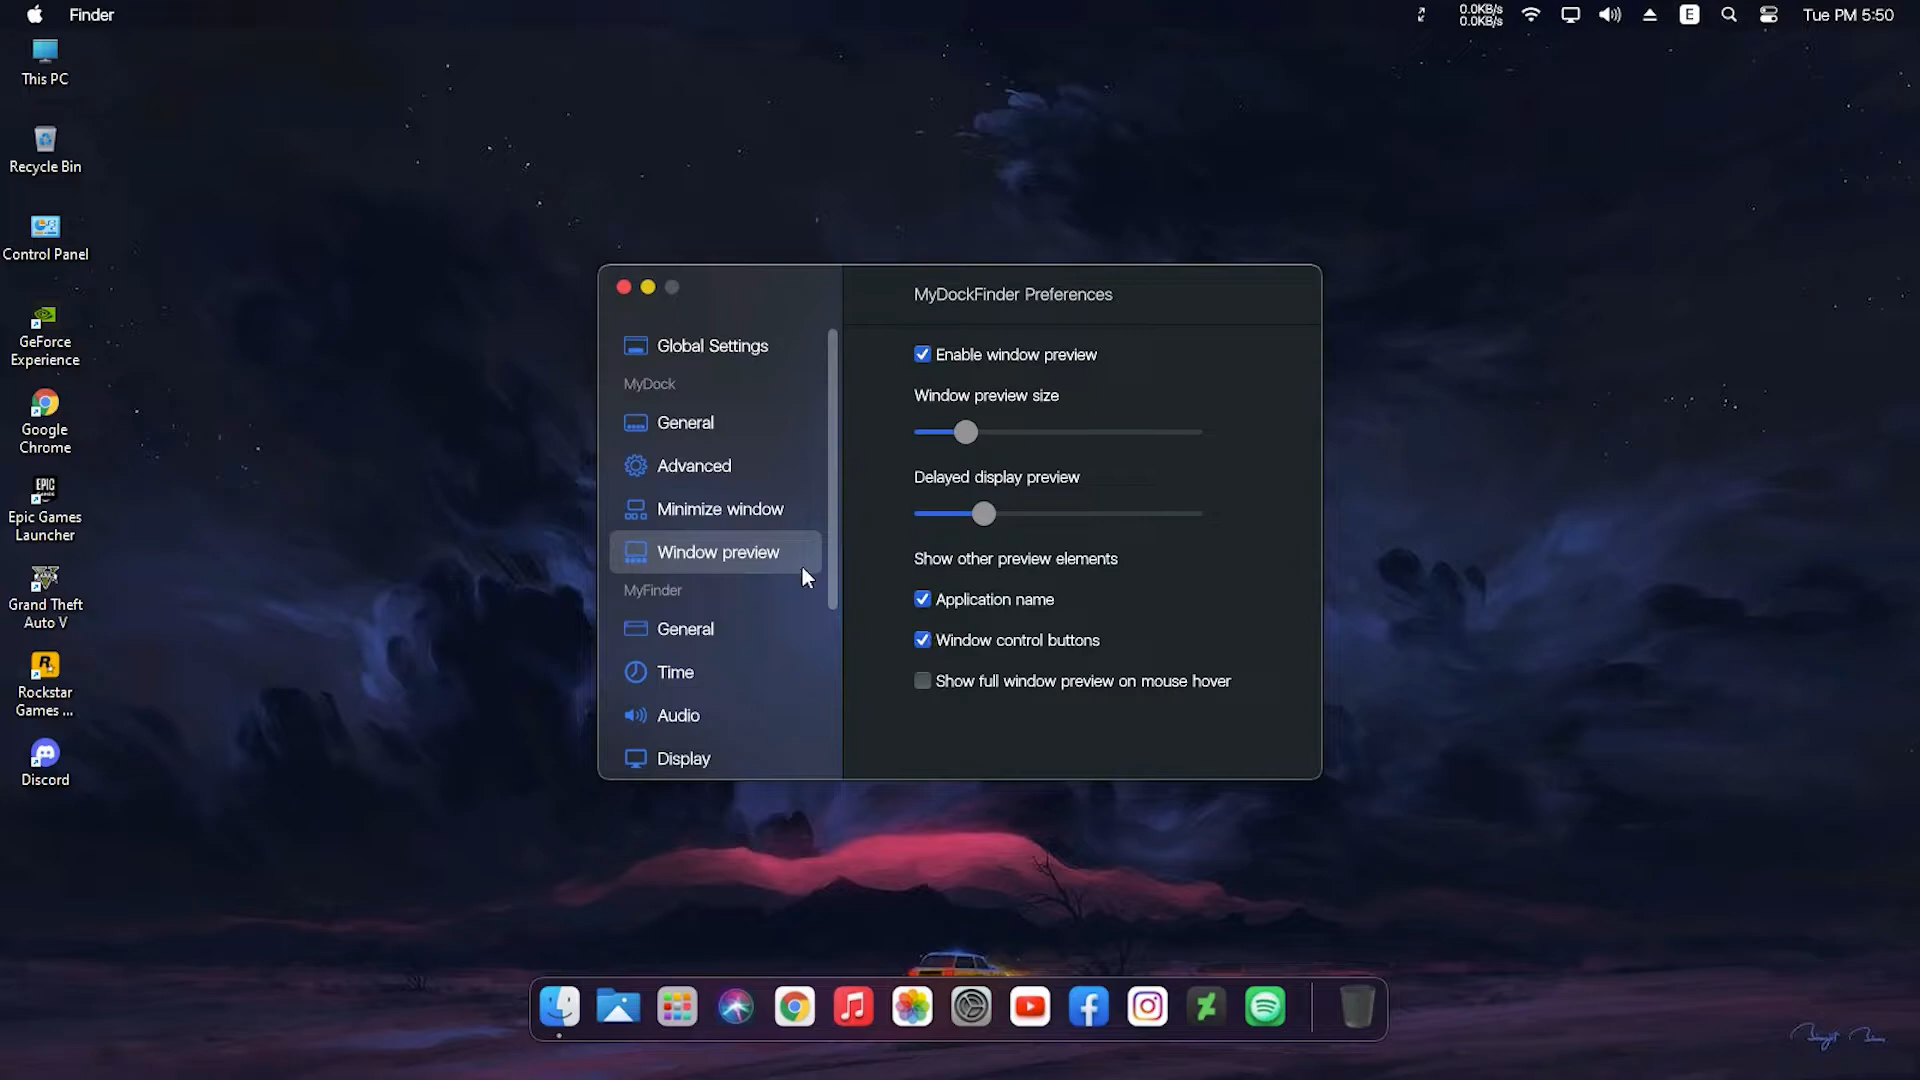 Finder
0.0KB/s
0.0KB/s
E
Tue PM 5:50
This PC
Recycle Bin
Control Panel
GeForce
Experience
Google
Chrome
EPIC
GAMES
Epic Games
Launcher
Grand Theft
Auto V
R
Rockstar
Games ...
Discord
MyDockFinder Preferences
Global Settings
MyDock
General
Advanced
Minimize window
Window preview
MyFinder
General
Time
Audio
Display
Enable window preview
Window preview size
Delayed display preview
Show other preview elements
Application name
Window control buttons
Show full window preview on mouse hover